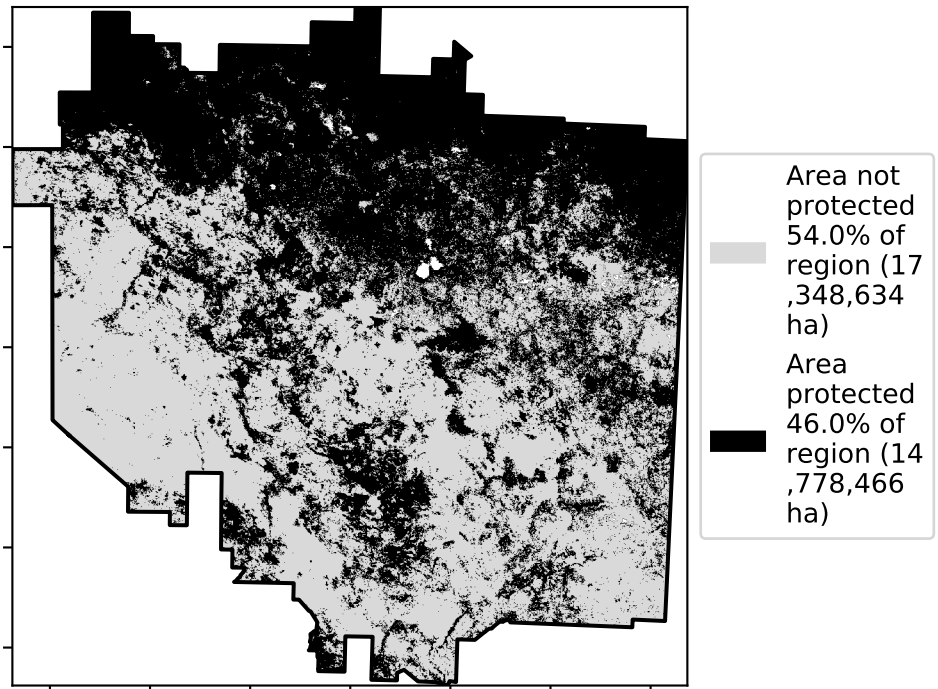 Area not
protected
54.0% of
region (17
,348,634
ha)
Area
protected
46.0% of
region (14
,778,466
ha)